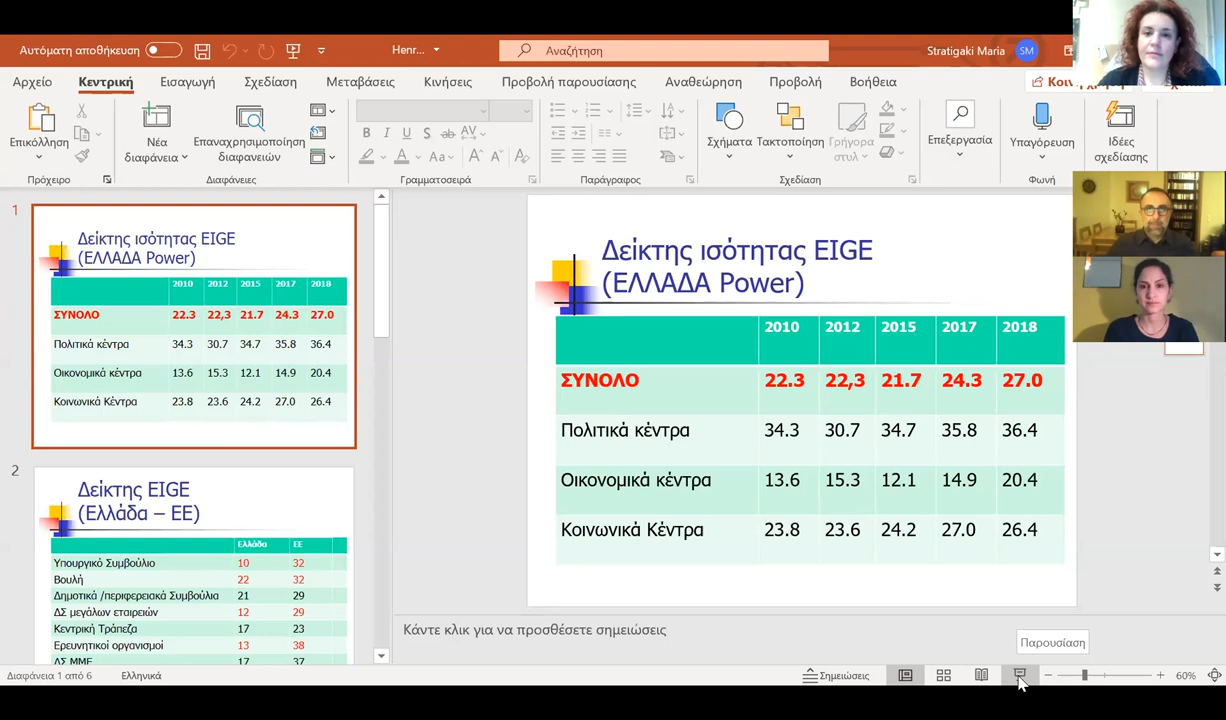 Αυτόματη αποθήκευση
Henr...
Αναζήτηση
Stratigaki Maria SM
Αρχείο Κεντρική Εισαγωγή Σχεδίαση Μεταβάσεις Κινήσεις Προβολή παρουσίασης Αναθεώρηση Προβολή Βοήθεια
Επικόλληση
Νέα
διαφάνεια
Επαναχρησιμοποίηση
διαφανειών
Σχήματα
Τακτοποίηση
Γρήγορα
στυλ
Επεξεργασία
Υπαγόρευση
Ιδέες
σχεδίασης
Πρόχειρο Διαφάνειες Γραμματοσειρά Παράγραφος Σχεδίαση Φωνή
1
Δείκτης ισότητας EIGE
(ΕΛΛΑΔΑ Power)
2010 2012 2015 2017 2018
ΣΥΝΟΛΟ 22.3 22,3 21.7 24.3 27.0
Πολιτικά κέντρα 34.3 30.7 34.7 35.8 36.4
Οικονομικά κέντρα 13.6 15.3 12.1 14.9 20.4
Κοινωνικά Κέντρα 23.8 23.6 24.2 27.0 26.4
2
Δείκτης EIGE
(Ελλάδα – ΕΕ)
Ελλάδα ΕΕ
Υπουργικό Συμβούλιο 10 32
Βουλή 22 32
Δημοτικά /περιφερειακά Συμβούλια 21 29
ΔΣ μεγάλων εταιρειών 12 29
Κεντρική Τράπεζα 17 23
Ερευνητικοί οργανισμοί 13 38
ΔΣ ΜΜΕ 17 37
Δείκτης ισότητας EIGE
(ΕΛΛΑΔΑ Power)
2010 2012 2015 2017 2018
ΣΥΝΟΛΟ 22.3 22,3 21.7 24.3 27.0
Πολιτικά κέντρα 34.3 30.7 34.7 35.8 36.4
Οικονομικά κέντρα 13.6 15.3 12.1 14.9 20.4
Κοινωνικά Κέντρα 23.8 23.6 24.2 27.0 26.4
Κάντε κλικ για να προσθέσετε σημειώσεις
Παρουσίαση
Διαφάνεια 1 από 6 Ελληνικά Σημειώσεις 60%